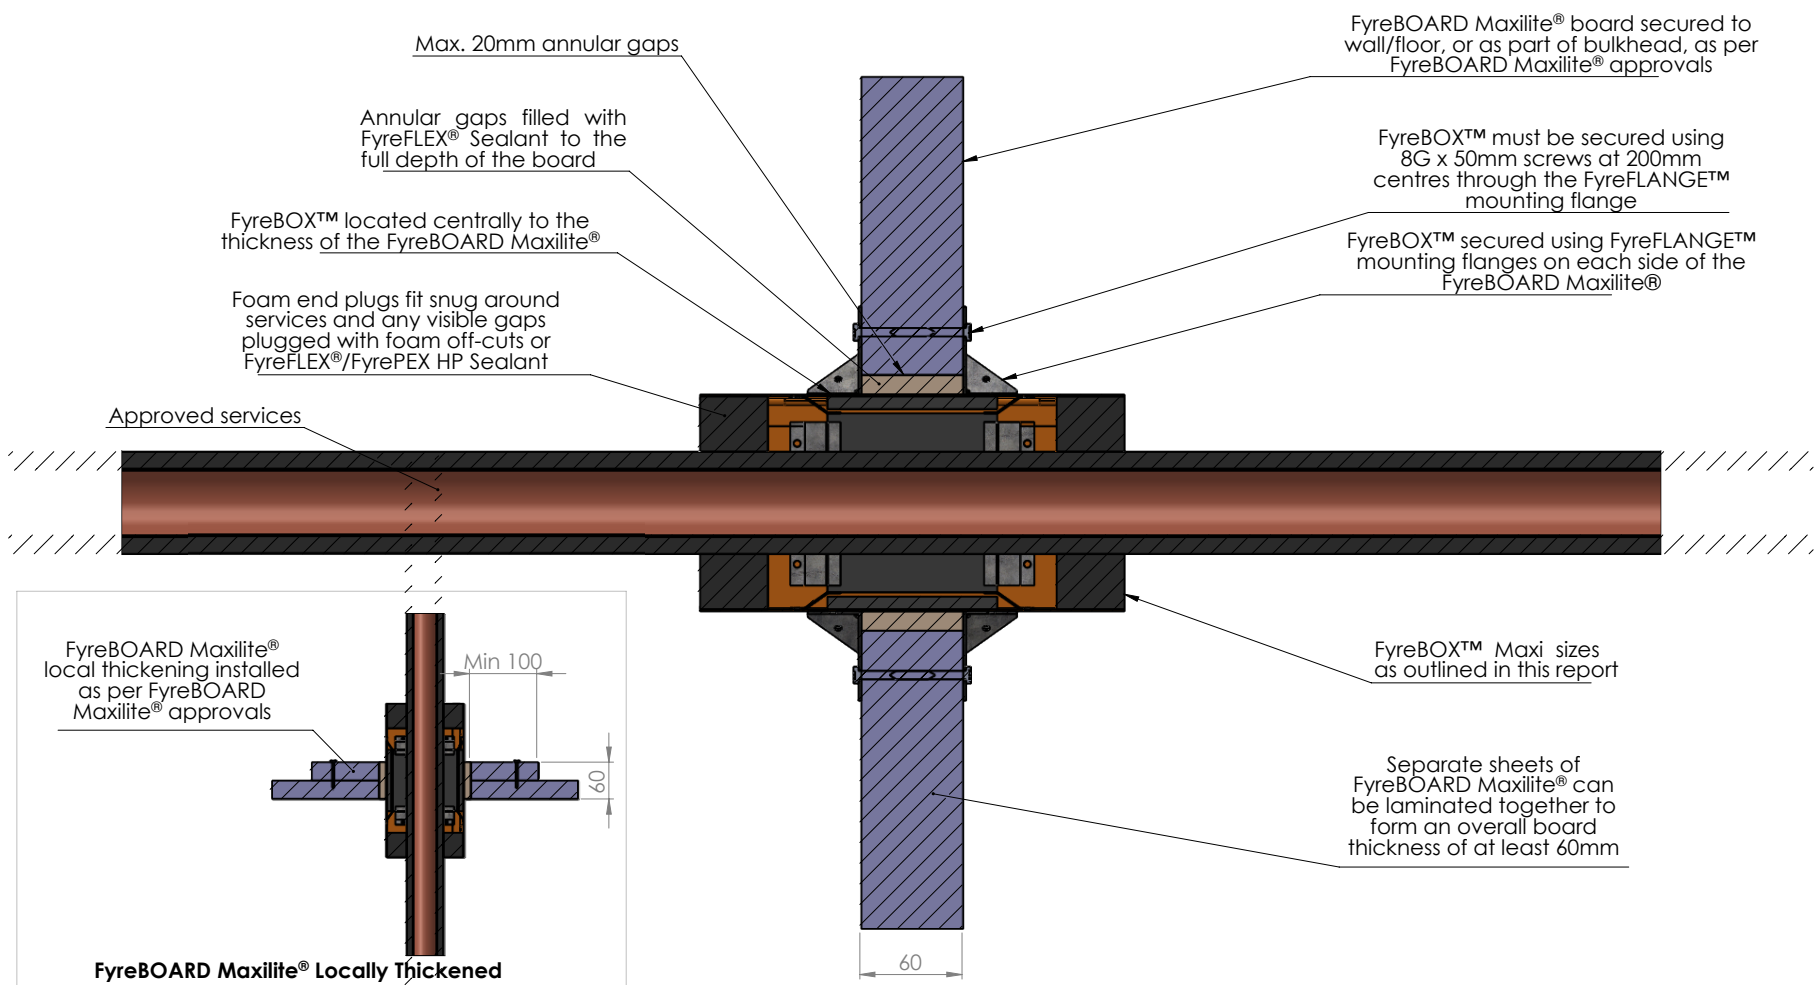 Max. 20mm annular gaps
Annular gaps filled with
FyreFLEX® Sealant to the
full depth of the board
FyreBOX™ located centrally to the
thickness of the FyreBOARD Maxilite®
Foam end plugs fit snug around
services and any visible gaps
plugged with foam off-cuts or
FyreFLEX®/FyrePEX HP Sealant
Approved services
FyreBOARD Maxilite® board secured to
wall/floor, or as part of bulkhead, as per
FyreBOARD Maxilite® approvals
FyreBOX™ must be secured using
8G x 50mm screws at 200mm
centres through the FyreFLANGE™
mounting flange
FyreBOX™ secured using FyreFLANGE™
mounting flanges on each side of the
FyreBOARD Maxilite®
FyreBOX™ Maxi sizes
as outlined in this report
Separate sheets of
FyreBOARD Maxilite® can
be laminated together to
form an overall board
thickness of at least 60mm
60
FyreBOARD Maxilite®
local thickening installed
as per FyreBOARD
Maxilite® approvals
Min 100
60
FyreBOARD Maxilite® Locally Thickened